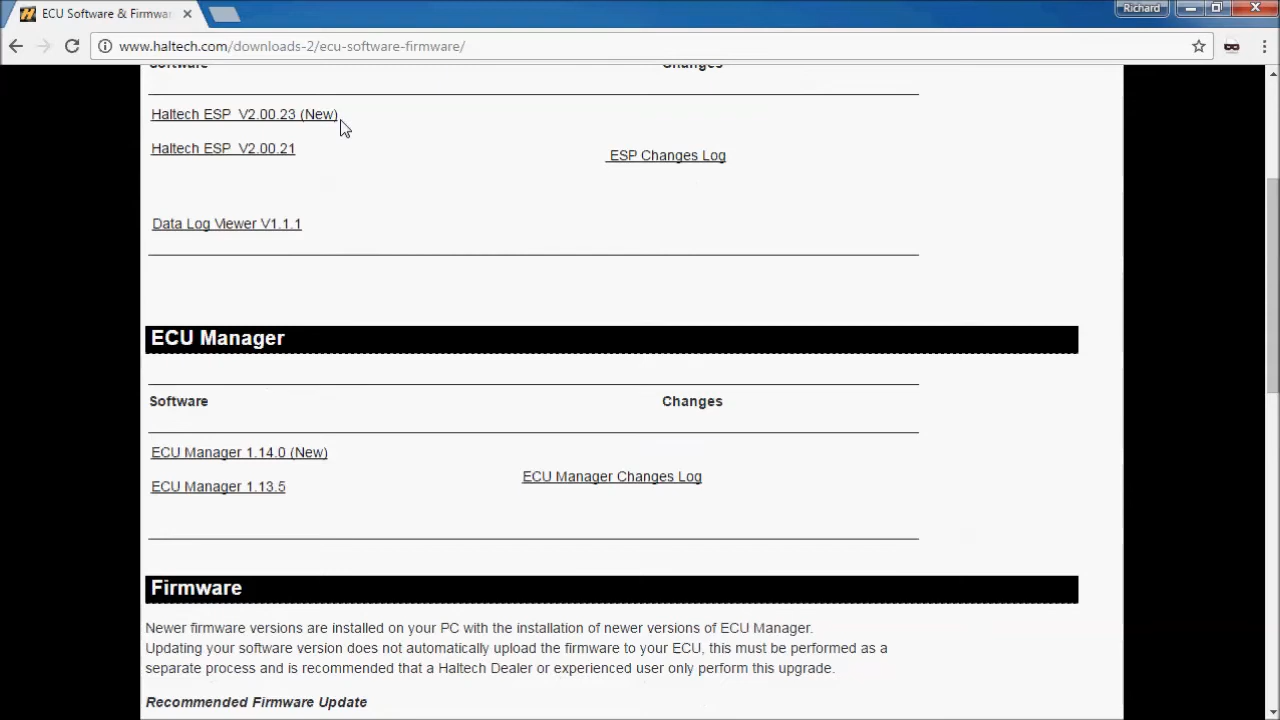 ECU Software & Firmwar
Richard
www.haltech.com/downloads-2/ecu-software-firmware/
Software Changes
Haltech ESP V2.00.23 (New)
Haltech ESP V2.00.21
ESP Changes Log
Data Log Viewer V1.1.1
ECU Manager
Software Changes
ECU Manager 1.14.0 (New)
ECU Manager Changes Log
ECU Manager 1.13.5
Firmware
Newer firmware versions are installed on your PC with the installation of newer versions of ECU Manager.
Updating your software version does not automatically upload the firmware to your ECU, this must be performed as a
separate process and is recommended that a Haltech Dealer or experienced user only perform this upgrade.
Recommended Firmware Update